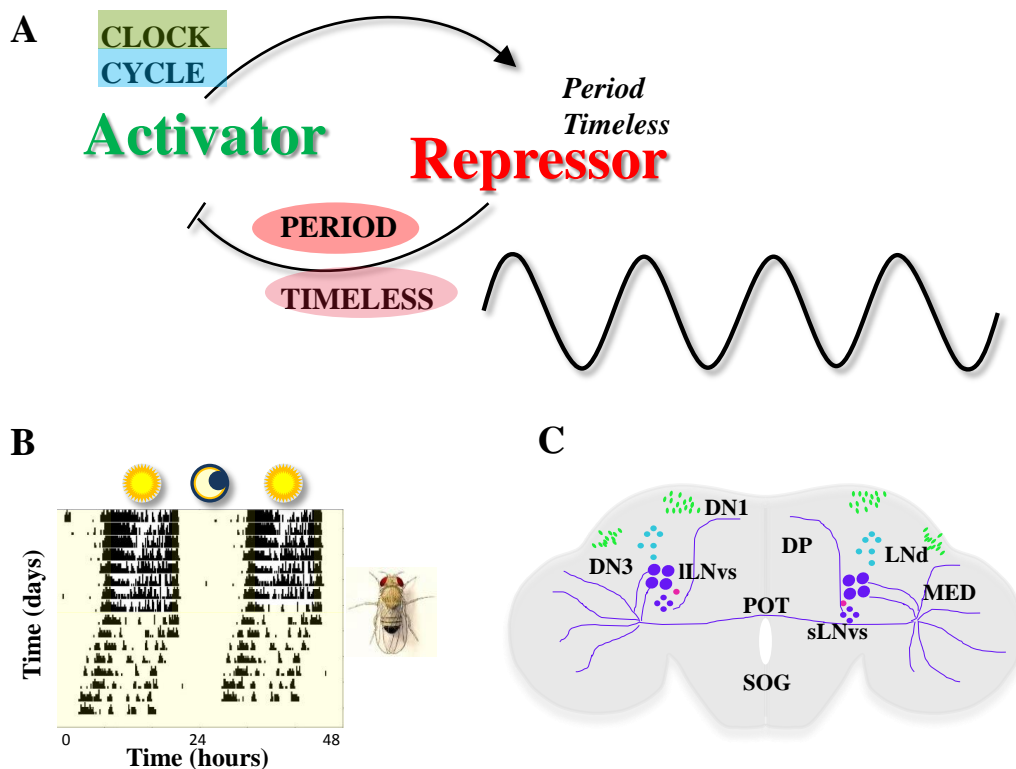 A
CLOCK
CYCLE
Activator
Period
Timeless
Repressor
PERIOD
TIMELESS
B
Time (days)
0 24 48
Time (hours)
C
DN1
DP
LNd
DN3
lLNvs
MED
POT
sLNvs
SOG